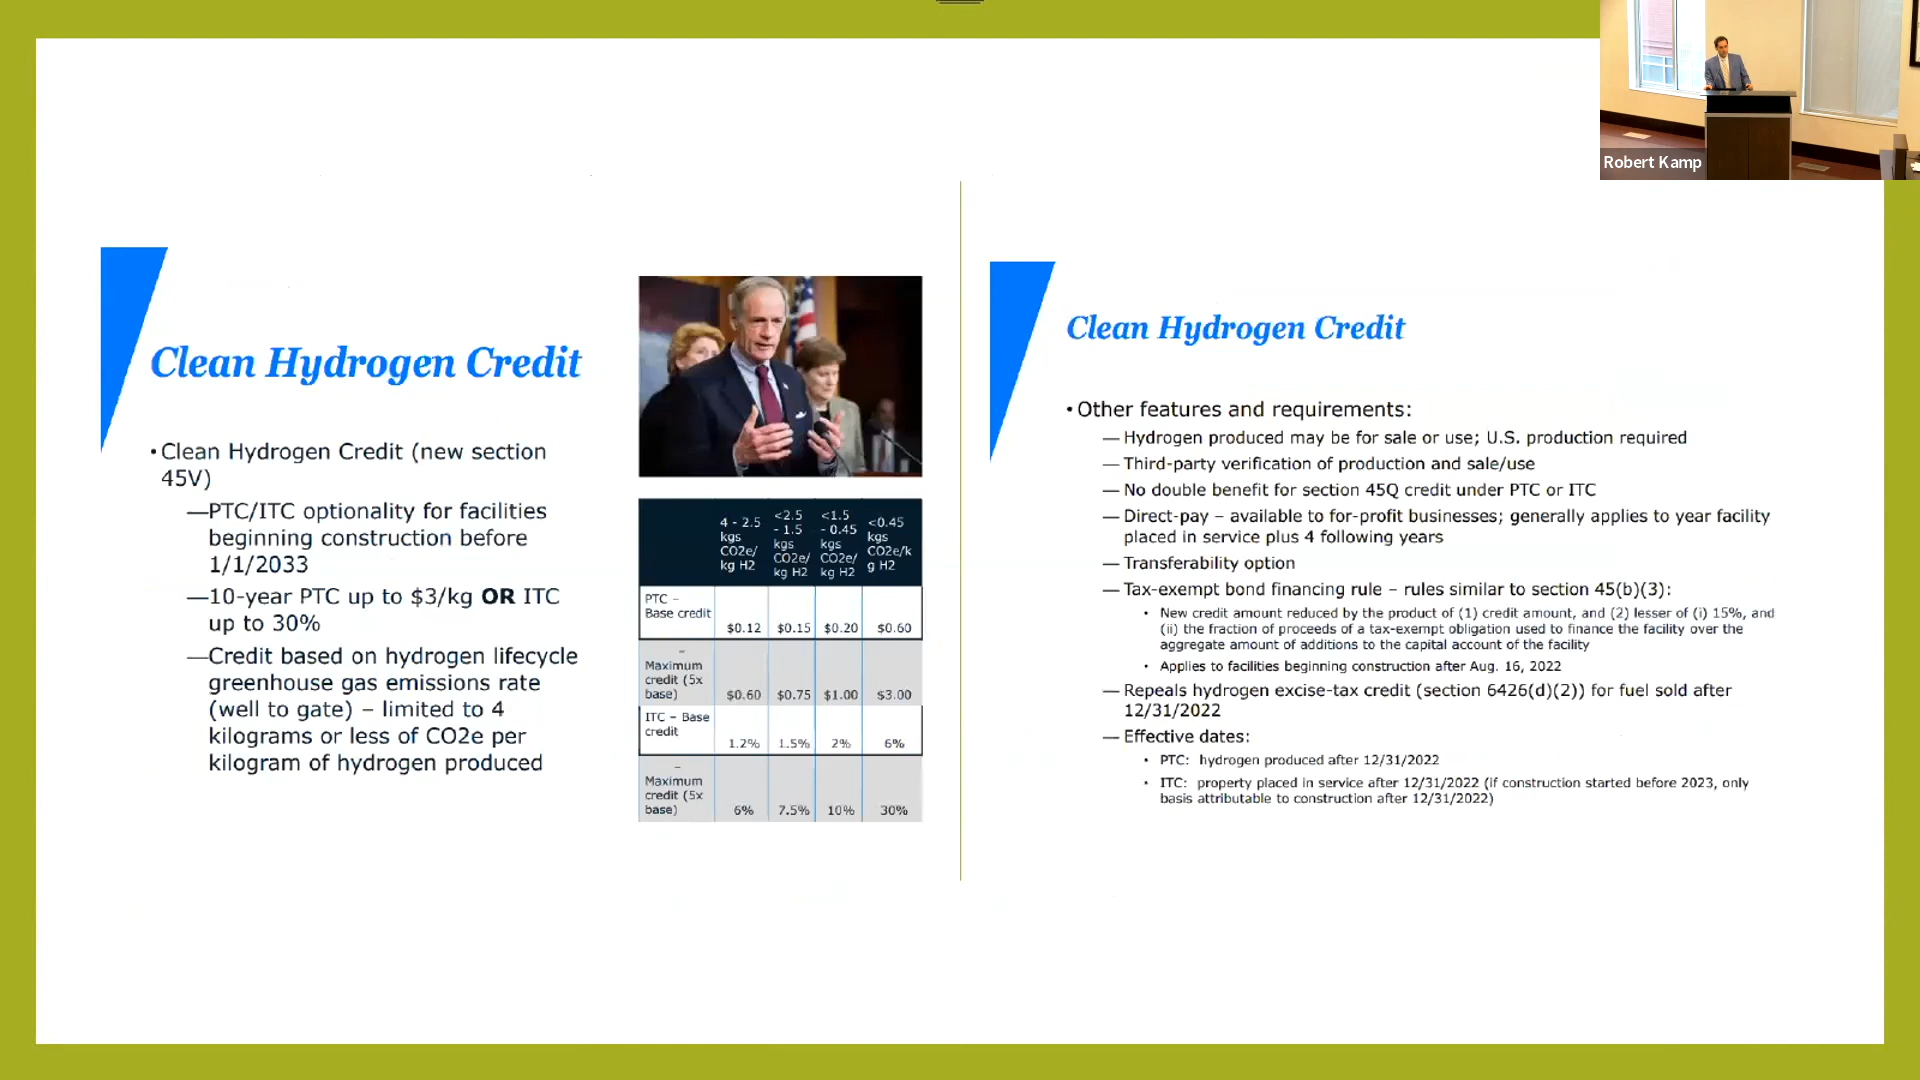 Robert Kamp
Clean Hydrogen Credit
• Clean Hydrogen Credit (new section
45V)
—PTC/ITC optionality for facilities
beginning construction before
1/1/2033
—10-year PTC up to $3/kg OR ITC
up to 30%
—Credit based on hydrogen lifecycle
greenhouse gas emissions rate
(well to gate) – limited to 4
kilograms or less of CO2e per
kilogram of hydrogen produced
4 - 2.5 kgs CO2e/ kg H2 <2.5 - 1.5 kgs CO2e/ kg H2 <1.5 - 0.45 kgs CO2e/ kg H2 <0.45 kgs CO2e/k g H2
PTC – Base credit $0.12 $0.15 $0.20 $0.60
– Maximum credit (5x base) $0.60 $0.75 $1.00 $3.00
ITC – Base credit 1.2% 1.5% 2% 6%
– Maximum credit (5x base) 6% 7.5% 10% 30%
Clean Hydrogen Credit
• Other features and requirements:
— Hydrogen produced may be for sale or use; U.S. production required
— Third-party verification of production and sale/use
— No double benefit for section 45Q credit under PTC or ITC
— Direct-pay – available to for-profit businesses; generally applies to year facility
placed in service plus 4 following years
— Transferability option
— Tax-exempt bond financing rule – rules similar to section 45(b)(3):
• New credit amount reduced by the product of (1) credit amount, and (2) lesser of (i) 15%, and
(ii) the fraction of proceeds of a tax-exempt obligation used to finance the facility over the
aggregate amount of additions to the capital account of the facility
• Applies to facilities beginning construction after Aug. 16, 2022
— Repeals hydrogen excise-tax credit (section 6426(d)(2)) for fuel sold after
12/31/2022
— Effective dates:
• PTC: hydrogen produced after 12/31/2022
• ITC: property placed in service after 12/31/2022 (if construction started before 2023, only
basis attributable to construction after 12/31/2022)